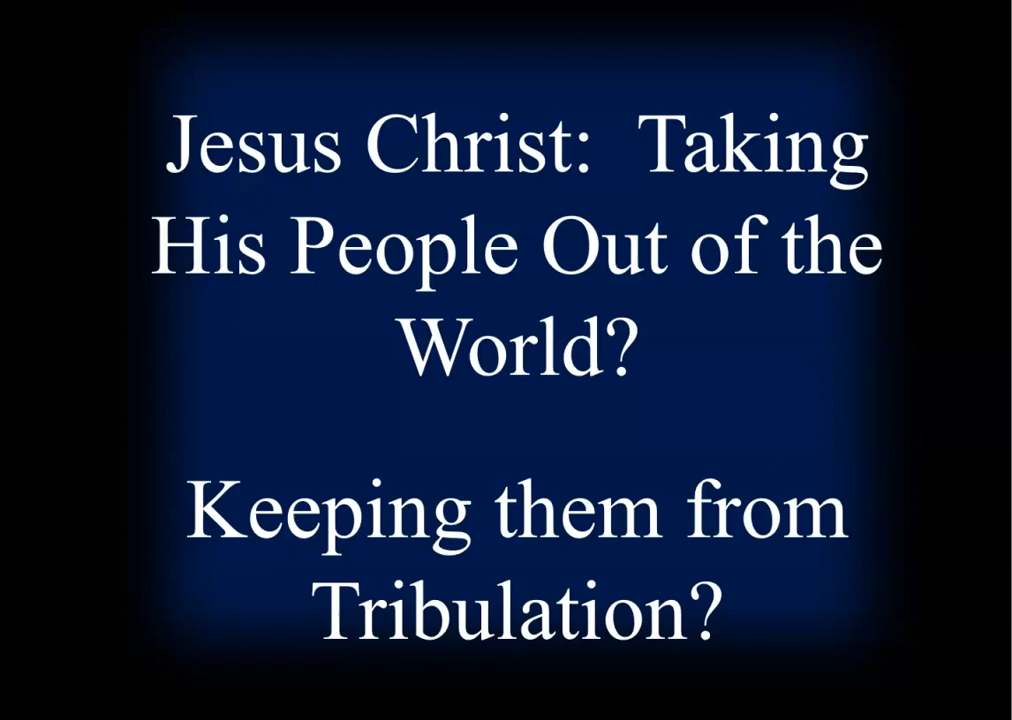 Jesus Christ:  Taking
His People Out of the
World?
Keeping them from
Tribulation?